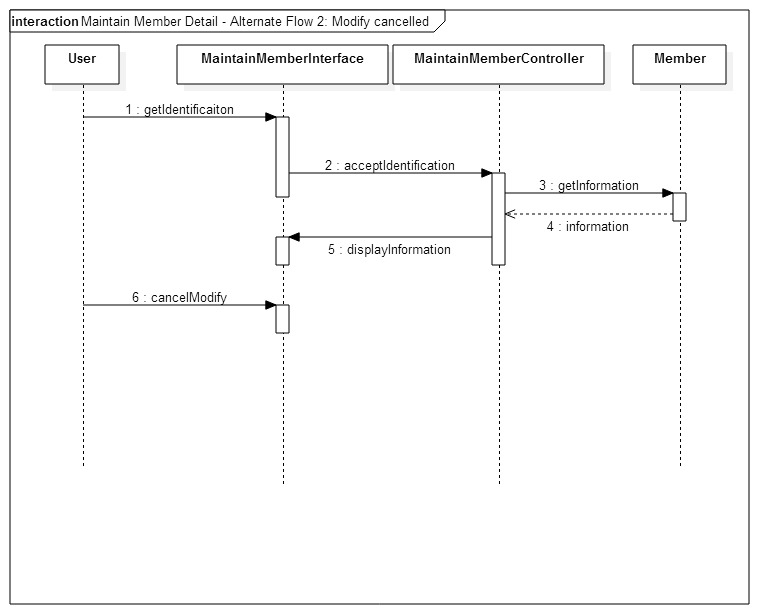 interaction Maintain Member Detail - Alternate Flow 2: Modify cancelled
User
MaintainMemberInterface
MaintainMemberController
Member
1 : getIdentificaiton
2 : acceptIdentification
3 : getInformation
4 : information
5 : displayInformation
6 : cancelModify